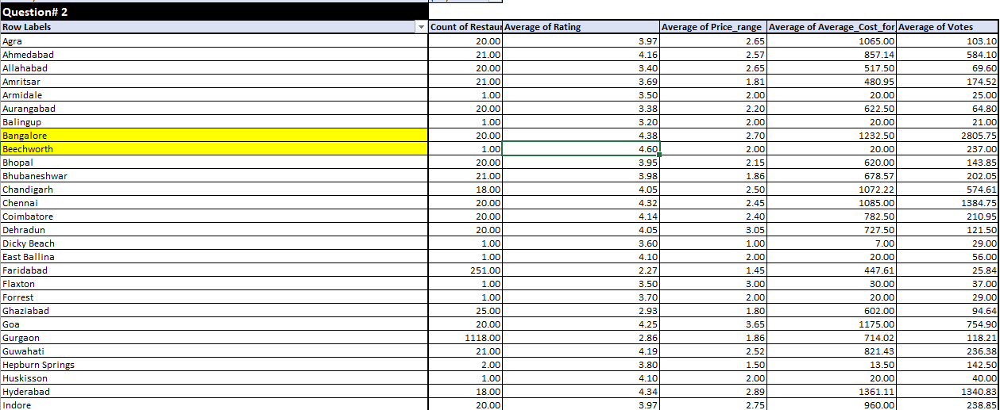 Question# 2
Row Labels Count of Restaur Average of Rating Average of Price_range Average of Average_Cost_for Average of Votes
Agra 20.00 3.97 2.65 1065.00 103.10
Ahmedabad 21.00 4.16 2.57 857.14 584.10
Allahabad 20.00 3.40 2.65 517.50 69.60
Amritsar 21.00 3.69 1.81 480.95 174.52
Armidale 1.00 3.50 2.00 20.00 25.00
Aurangabad 20.00 3.38 2.20 622.50 64.80
Balingup 1.00 3.20 2.00 20.00 21.00
Bangalore 20.00 4.38 2.70 1232.50 2805.75
Beechworth 1.00 4.60 2.00 20.00 237.00
Bhopal 20.00 3.95 2.15 620.00 143.85
Bhubaneshwar 21.00 3.98 1.86 678.57 202.05
Chandigarh 18.00 4.05 2.50 1072.22 574.61
Chennai 20.00 4.32 2.45 1085.00 1384.75
Coimbatore 20.00 4.14 2.40 782.50 210.95
Dehradun 20.00 4.05 3.05 727.50 121.50
Dicky Beach 1.00 3.60 1.00 7.00 29.00
East Ballina 1.00 4.10 2.00 20.00 56.00
Faridabad 251.00 2.27 1.45 447.61 25.84
Flaxton 1.00 3.50 3.00 30.00 37.00
Forrest 1.00 3.70 2.00 20.00 29.00
Ghaziabad 25.00 2.93 1.80 602.00 94.64
Goa 20.00 4.25 3.65 1175.00 754.90
Gurgaon 1118.00 2.86 1.86 714.02 118.21
Guwahati 21.00 4.19 2.52 821.43 236.38
Hepburn Springs 2.00 3.80 1.50 13.50 142.50
Huskisson 1.00 4.10 2.00 20.00 40.00
Hyderabad 18.00 4.34 2.89 1361.11 1340.83
Indore 20.00 3.97 2.75 960.00 238.85